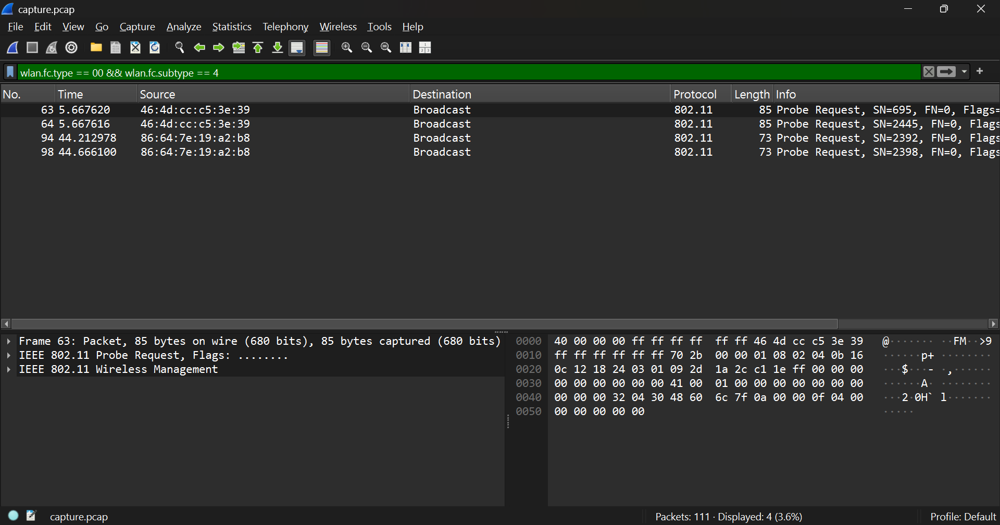 capture.pcap
File Edit View Go Capture Analyze Statistics Telephony Wireless Tools Help
wlan.fc.type == 00 && wlan.fc.subtype == 4
No. Time Source Destination Protocol Length Info
63 5.667620 46:4d:cc:c5:3e:39 Broadcast 802.11 85 Probe Request, SN=695, FN=0, Flags=
64 5.667616 46:4d:cc:c5:3e:39 Broadcast 802.11 85 Probe Request, SN=2445, FN=0, Flags
94 44.212978 86:64:7e:19:a2:b8 Broadcast 802.11 73 Probe Request, SN=2392, FN=0, Flags
98 44.666100 86:64:7e:19:a2:b8 Broadcast 802.11 73 Probe Request, SN=2398, FN=0, Flags
Frame 63: Packet, 85 bytes on wire (680 bits), 85 bytes captured (680 bits)
IEEE 802.11 Probe Request, Flags: ........
IEEE 802.11 Wireless Management
0000 40 00 00 00 ff ff ff ff ff ff 46 4d cc c5 3e 39 @······· ··FM··>9
0010 ff ff ff ff ff ff 70 2b 00 00 01 08 02 04 0b 16 ······p+ ········
0020 0c 12 18 24 03 01 09 2d 1a 2c c1 1e ff 00 00 00 ···$···- ·,······
0030 00 00 00 00 00 00 41 00 01 00 00 00 00 00 00 00 ······A· ········
0040 00 00 00 32 04 30 48 60 6c 7f 0a 00 00 0f 04 00 ···2·0H` l·······
0050 00 00 00 00 00 ·····
capture.pcap
Packets: 111 · Displayed: 4 (3.6%)
Profile: Default